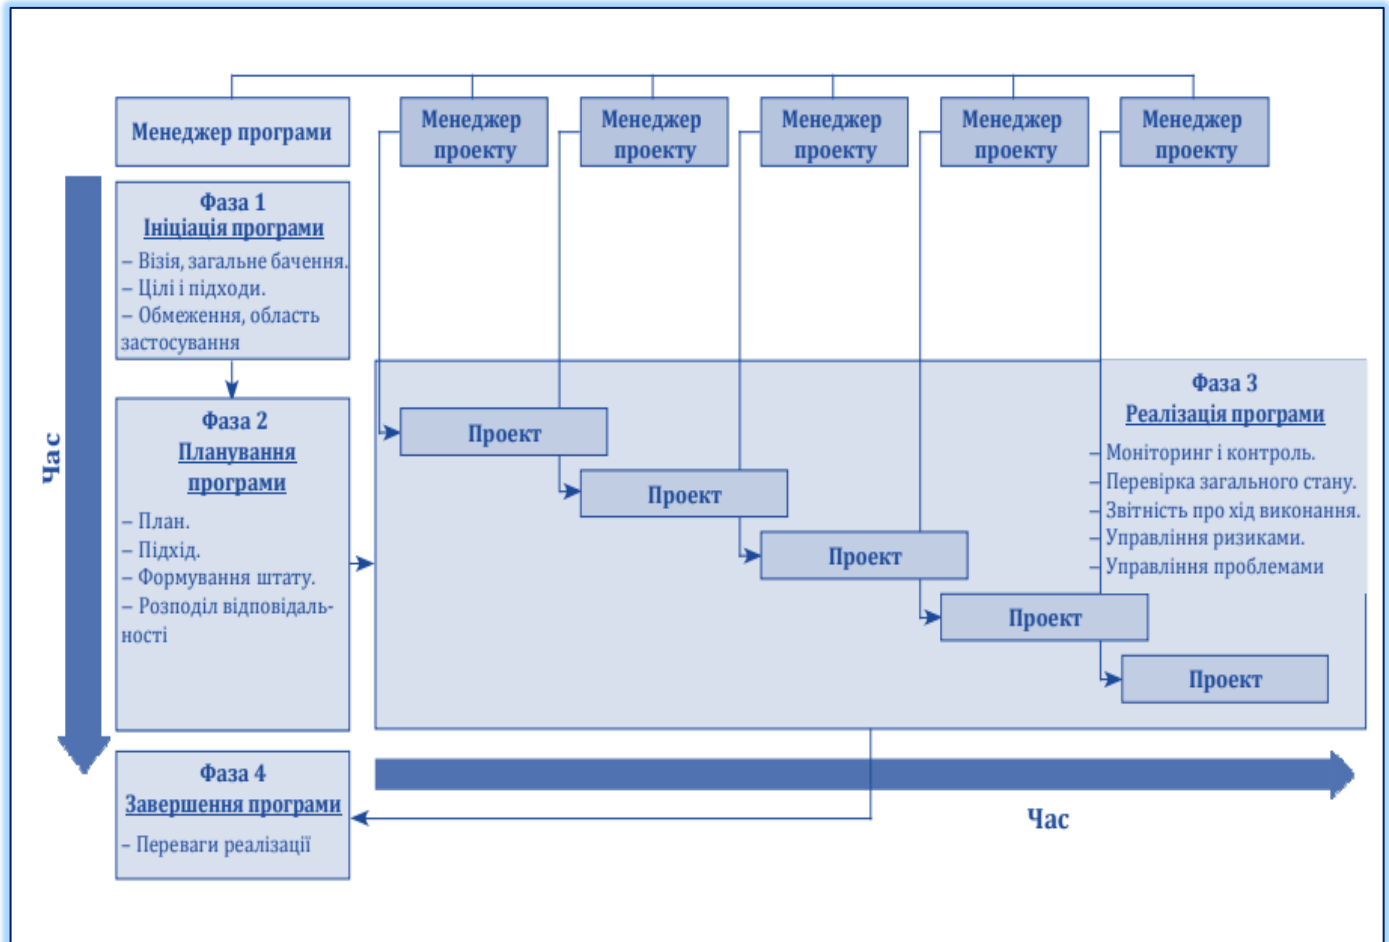 Менеджер програми
Менеджер
проекту
Менеджер
проекту
Менеджер
проекту
Менеджер
проекту
Менеджер
проекту
Час
Фаза 1
Ініціація програми
– Візія, загальне бачення.
– Цілі і підходи.
– Обмеження, область
застосування
Фаза 2
Планування
програми
– План.
– Підхід.
– Формування штату.
– Розподіл відповідаль-
ності
Проект
Проект
Проект
Проект
Проект
Фаза 3
Реалізація програми
– Моніторинг і контроль.
– Перевірка загального стану.
– Звітність про хід виконання.
– Управління ризиками.
– Управління проблемами
Фаза 4
Завершення програми
– Переваги реалізації
Час